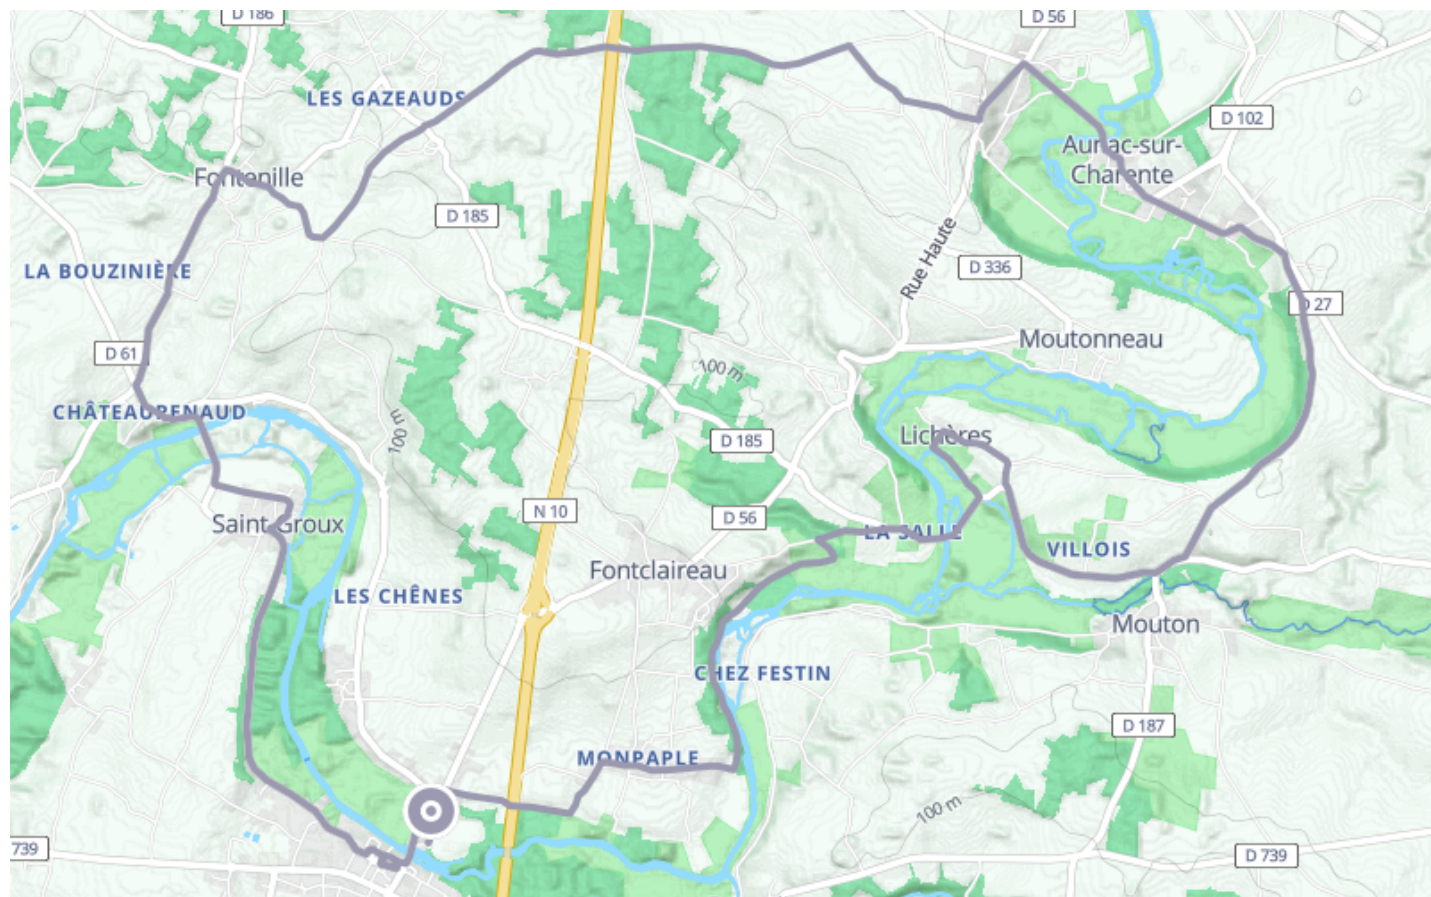 D 186
D 56
LES GAZEAUDS
D 102
Aunac-sur-
Charente
Fontenille
D 185
Rue Haute
D 336
LA BOUZINIÈRE
D 27
Moutonneau
D 61
100 m
CHÂTEAURENAUD
100 m
D 185
Lichères
N 10
D 56
Saint-Groux
LA SALLE
VILLOIS
Fontclaireau
LES CHÊNES
Mouton
CHEZ FESTIN
D 187
MONPAPLE
100 m
739
D 739